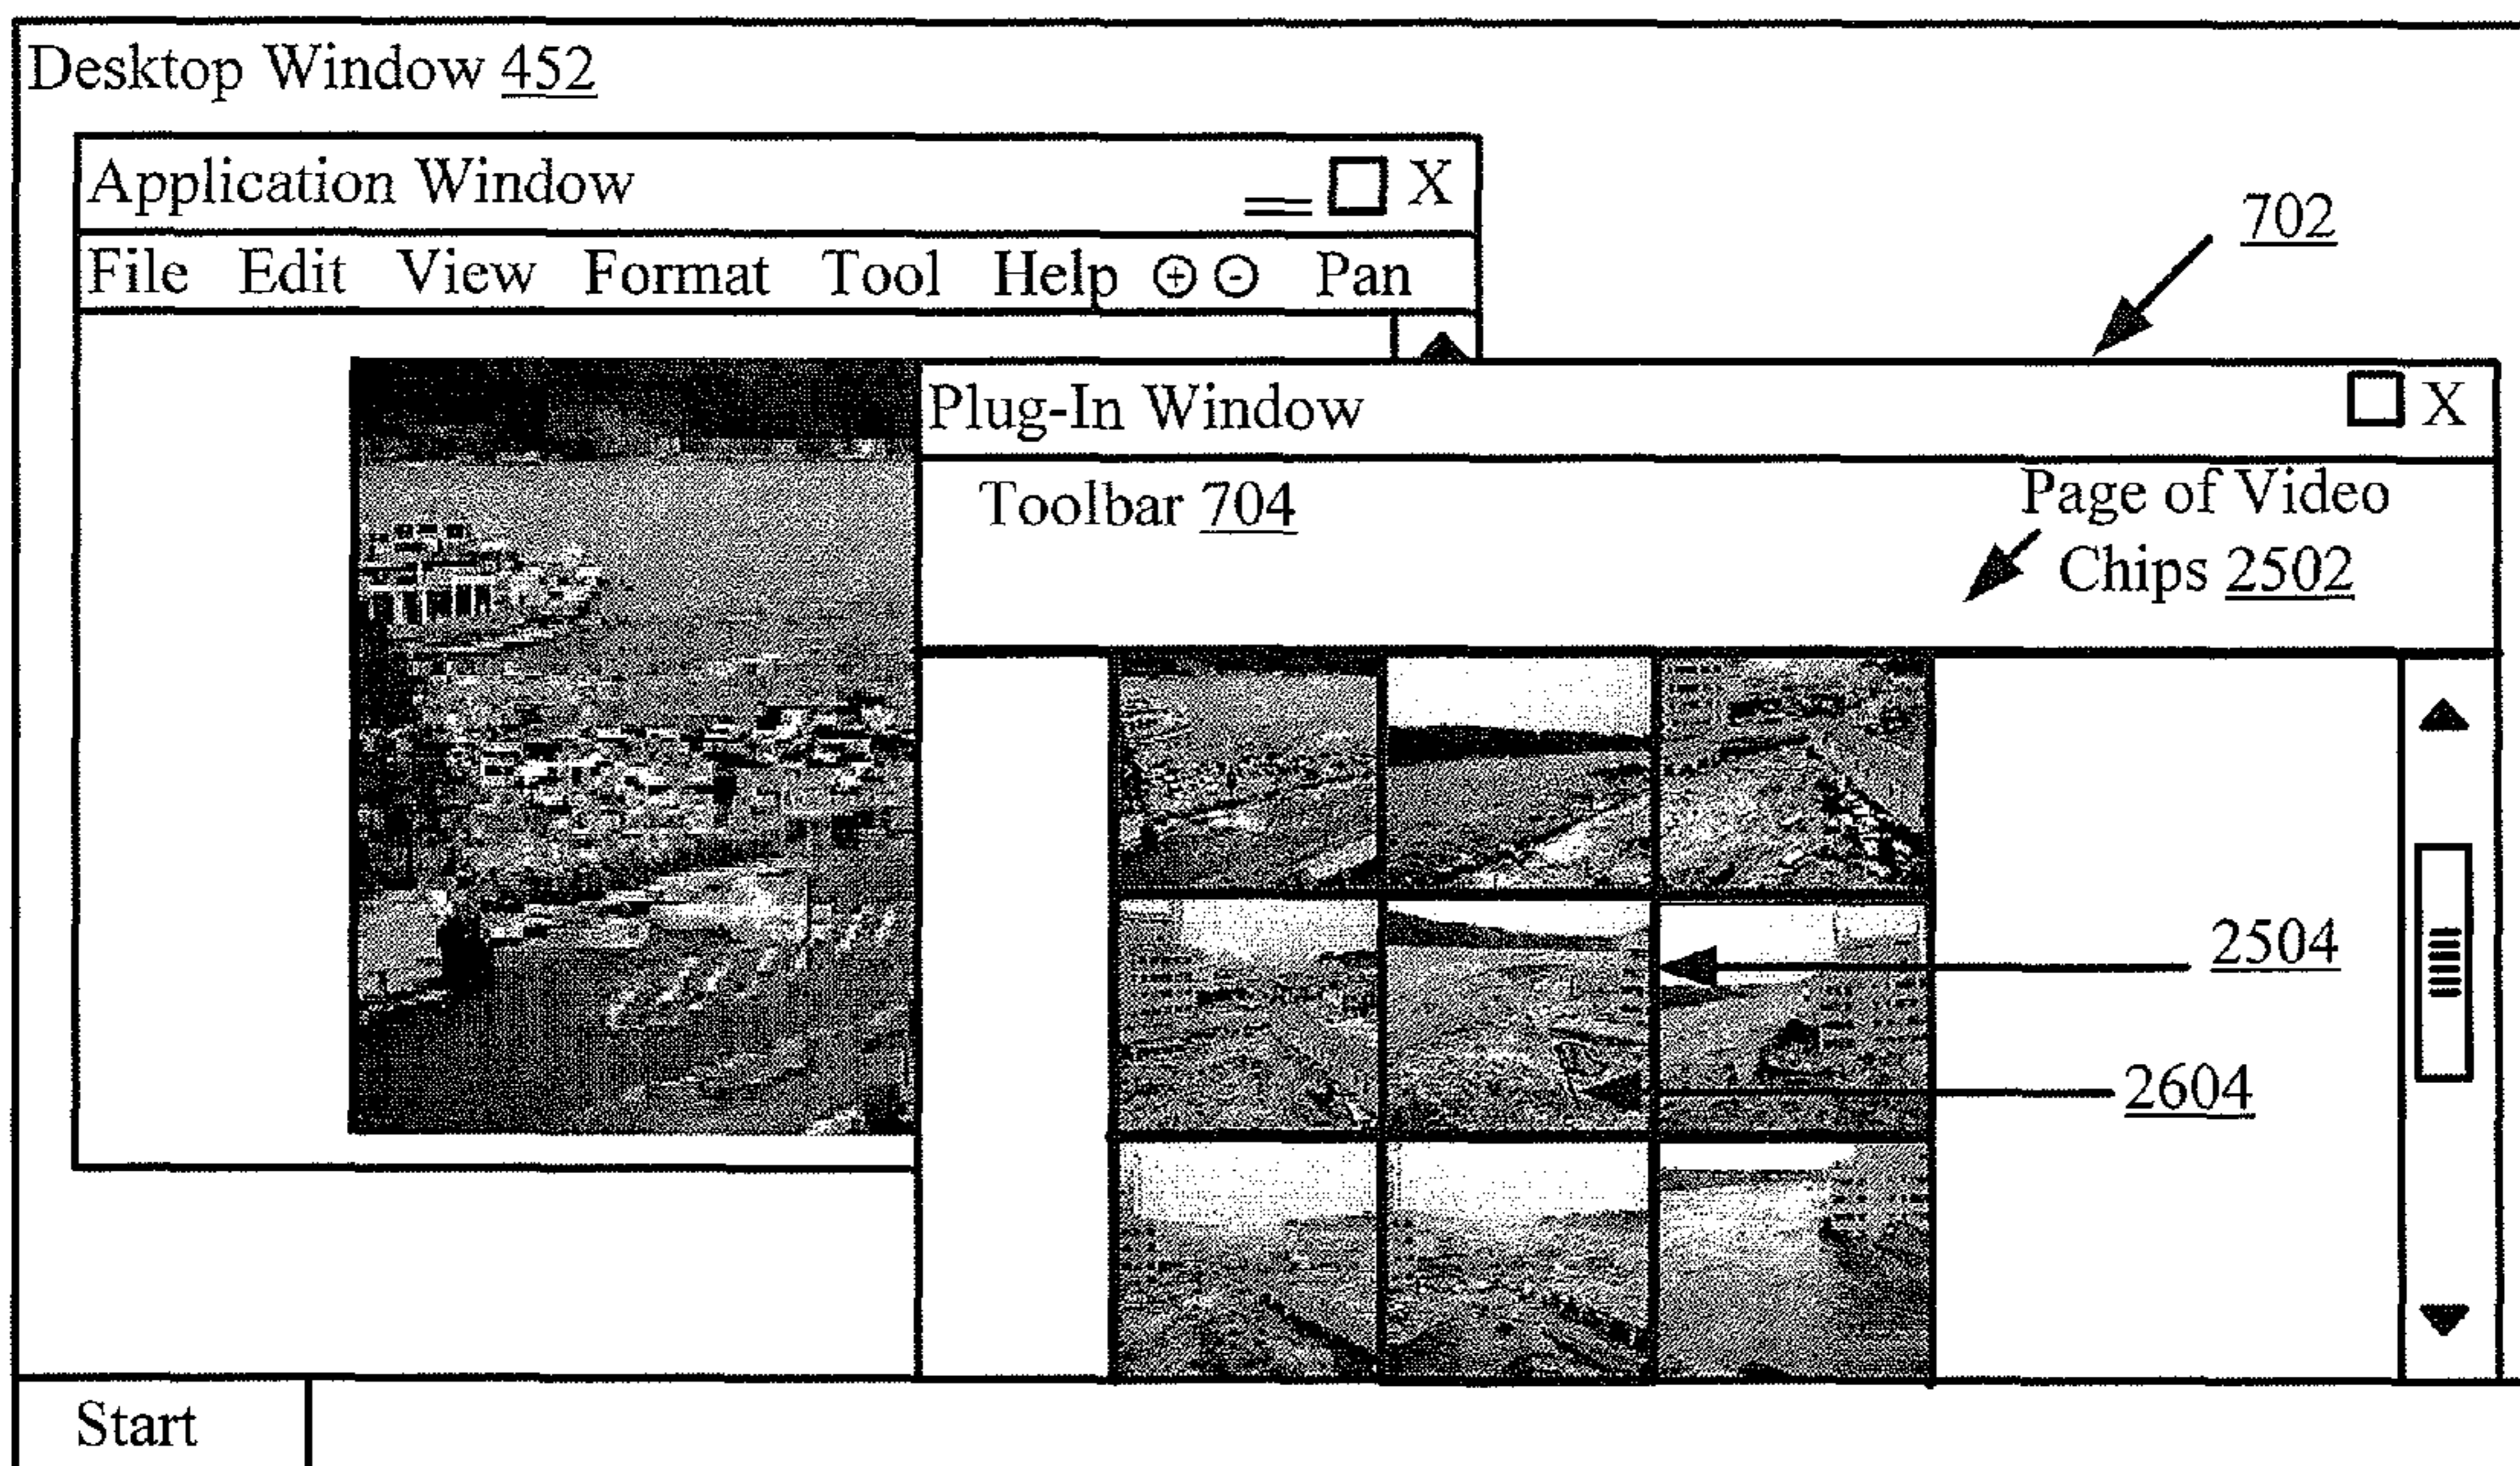 Desktop Window 452
Application Window X
File Edit View Format Tool Help + - Pan
702
Plug-In Window X
Toolbar 704
Page of Video
Chips 2502
2504
2604
Start